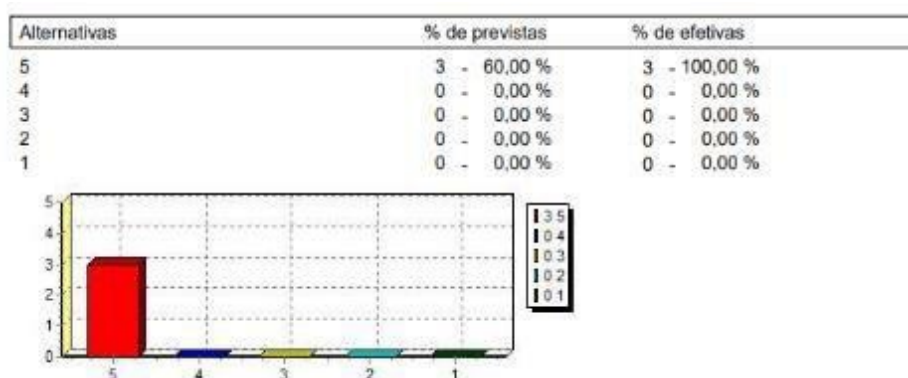 Alternativas % de previstas % de efetivas
5 3 - 60,00 % 3 - 100,00 %
4 0 - 0,00 % 0 - 0,00 %
3 0 - 0,00 % 0 - 0,00 %
2 0 - 0,00 % 0 - 0,00 %
1 0 - 0,00 % 0 - 0,00 %
5
4
3
2
1
0
5 4 3 2 1
3 5
0 4
0 3
0 2
0 1